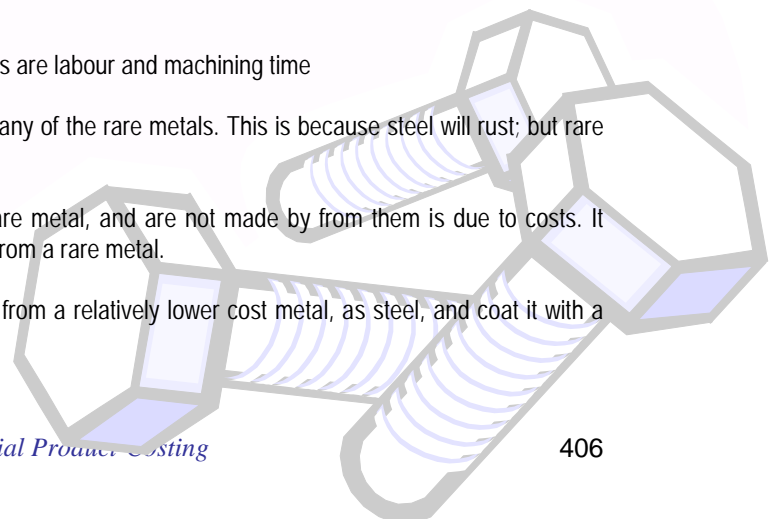 s are labour and machining time
any of the rare metals. This is because steel will rust; but rare
are metal, and are not made by from them is due to costs. It
from a rare metal.
from a relatively lower cost metal, as steel, and coat it with a
ial Product Costing 406